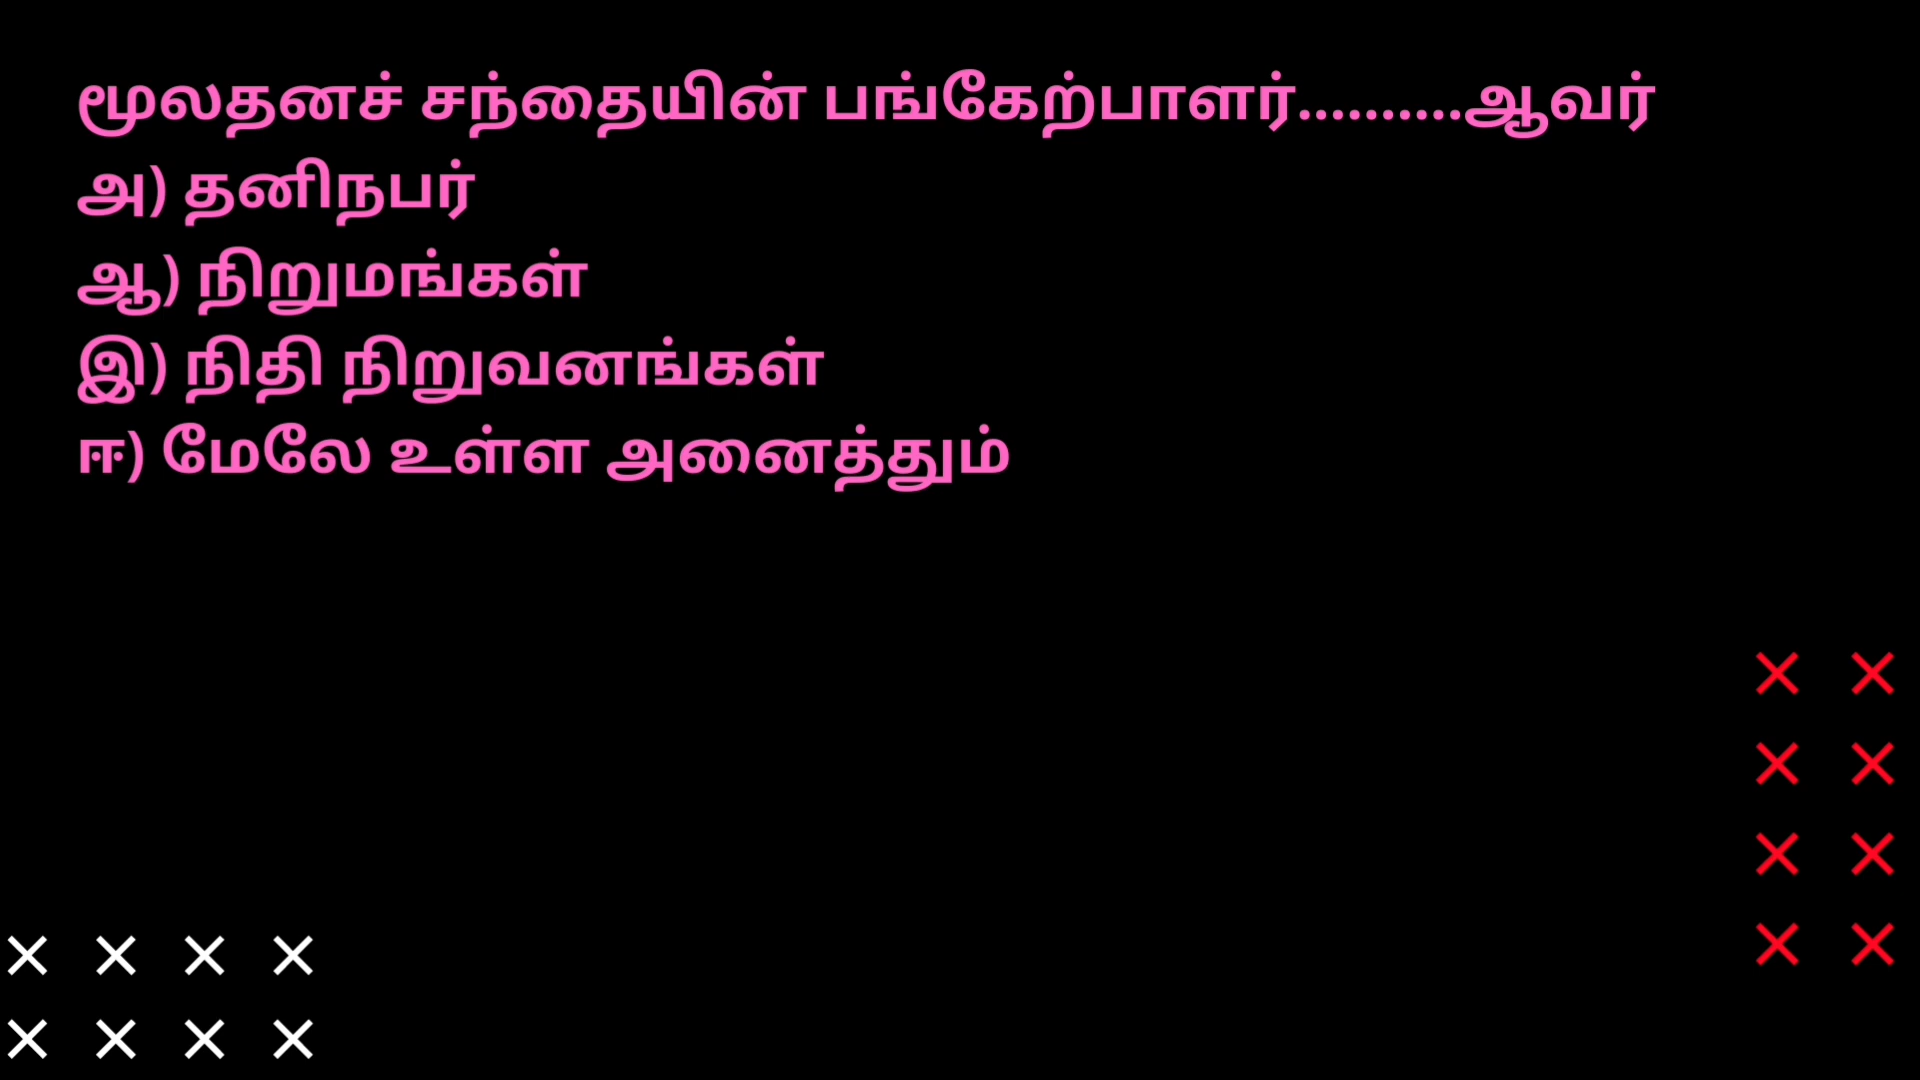 மூலதனச் சந்தையின் பங்கேற்பாளர்..........ஆவர்
அ) தனிநபர்
ஆ) நிறுமங்கள்
இ) நிதி நிறுவனங்கள்
ஈ) மேலே உள்ள அனைத்தும்